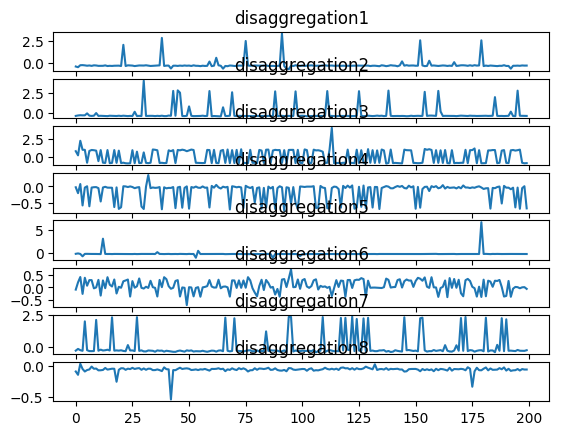 disaggregation1
2.5
0.0
disaggregation2
2.5
0.0
disaggregation3
2.5
0.0
disaggregation4
0.0
−0.5
disaggregation5
5
0
disaggregation6
0.5
0.0
−0.5
disaggregation7
2.5
0.0
disaggregation8
0.0
−0.5
0 25 50 75 100 125 150 175 200